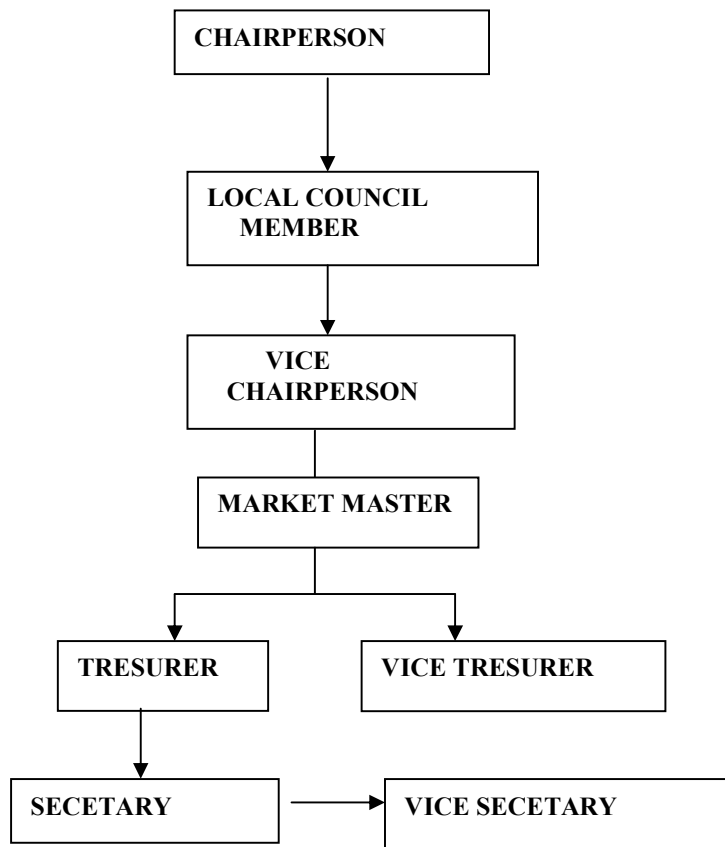 CHAIRPERSON
LOCAL COUNCIL
MEMBER
VICE
CHAIRPERSON
MARKET MASTER
TRESURER
VICE TRESURER
SECETARY
VICE SECETARY